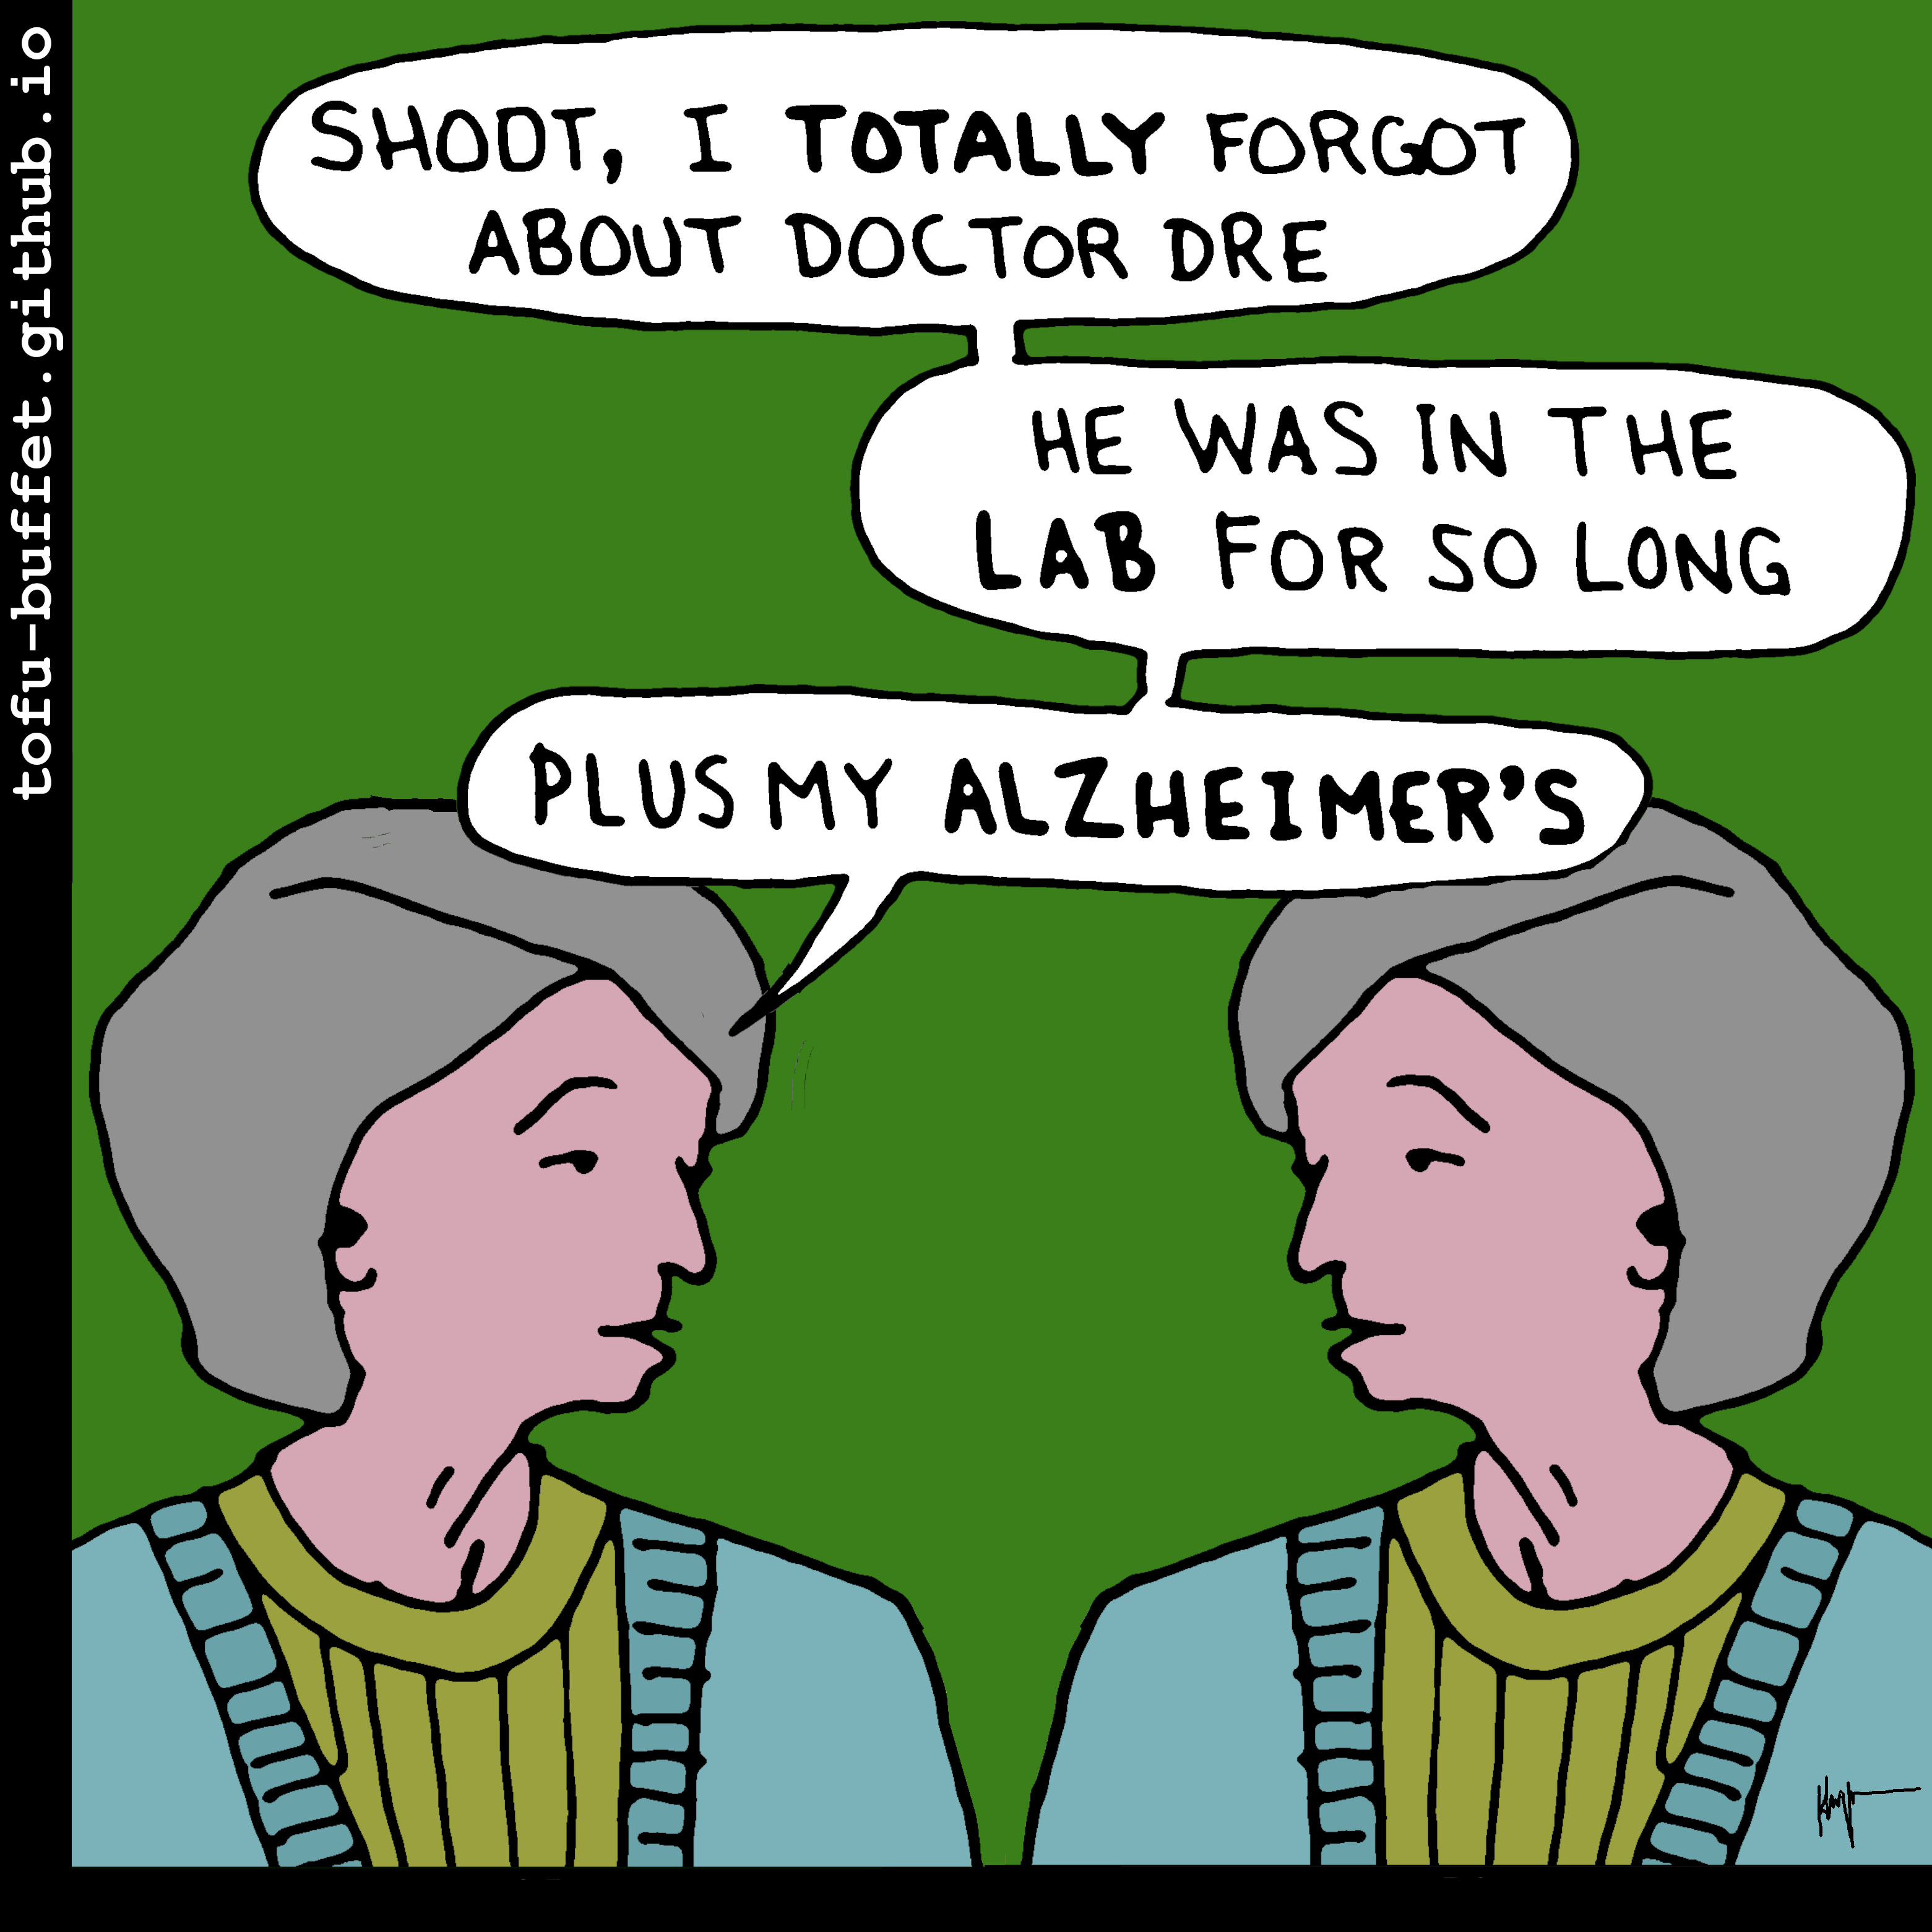 SHOOT, I TOTALLY FORGOT
ABOUT DOCTOR DRE
HE WAS IN THE
LAB FOR SO LONG
PLUS MY ALZHEIMER'S
tofu-buffet.github.io